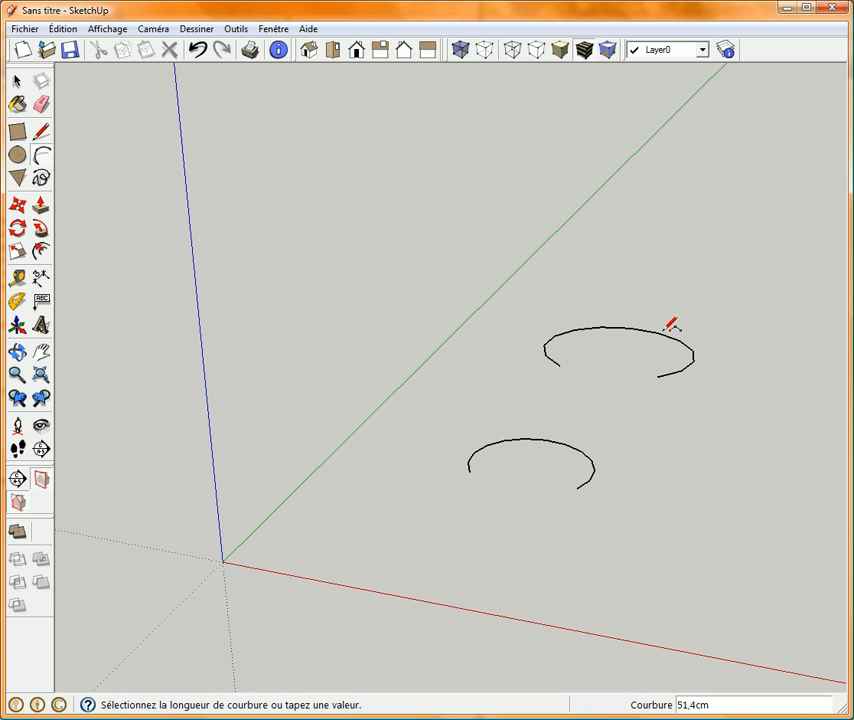 Sans titre - SketchUp
Fichier Édition Affichage Caméra Dessiner Outils Fenêtre Aide
Layer0
ABC
Sélectionnez la longueur de courbure ou tapez une valeur. Courbure 51,4cm